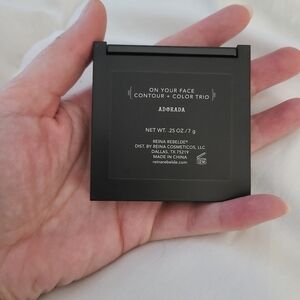 ON YOUR FACE
CONTOUR + COLOR TRIO
ADORADA
NET WT. .25 OZ/7 g
REINA REBELDE®
DIST. BY REINA COSMETICOS, LLC
DALLAS, TX 75219
MADE IN CHINA
reinarebelde.com